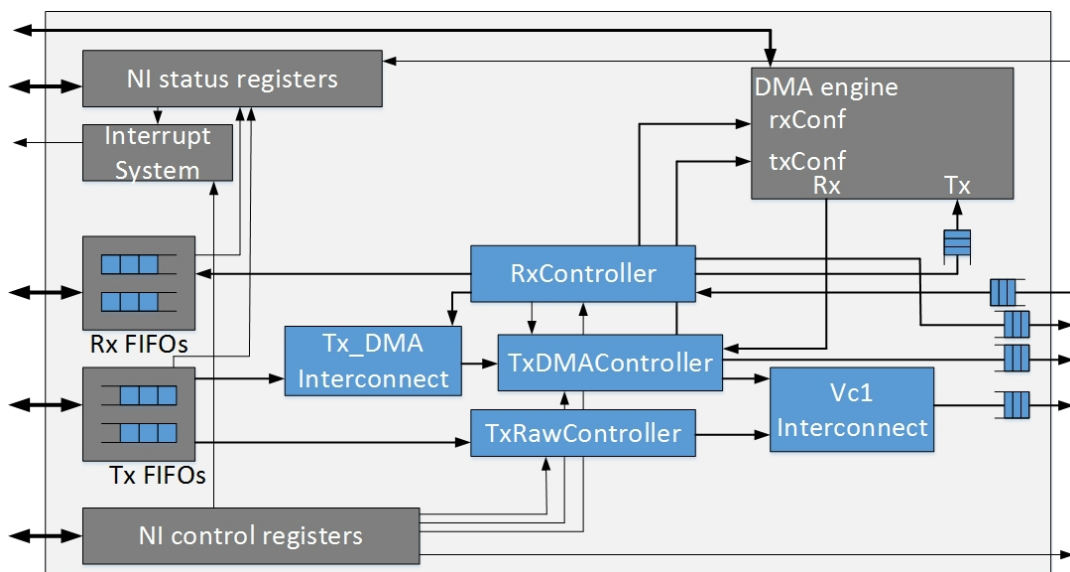 NI status registers
DMA engine
rxConf
txConf
Rx Tx
Interrupt
System
RxController
Rx FIFOs
Tx_DMA
Interconnect
TxDMAController
Vc1
Interconnect
TxRawController
Tx FIFOs
NI control registers